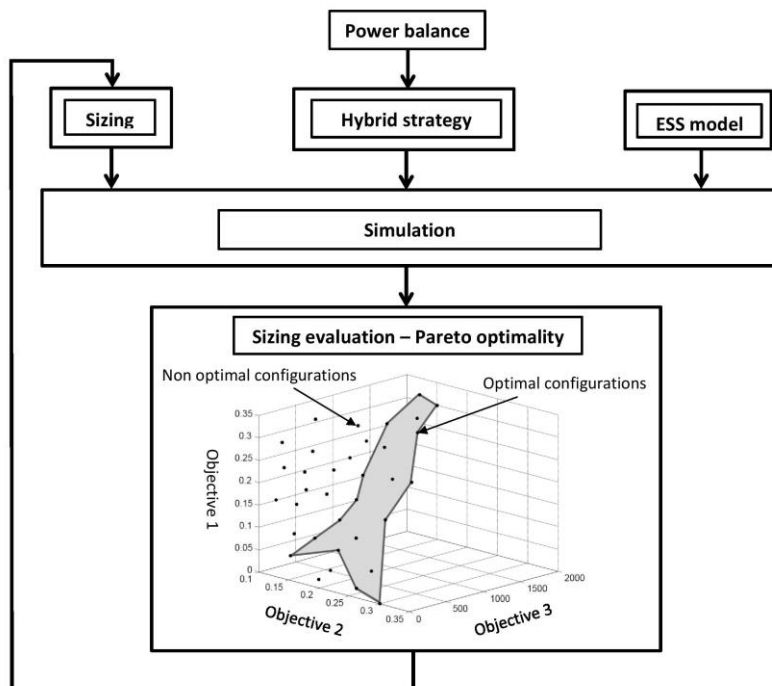 Power balance
Sizing
Hybrid strategy
ESS model
Simulation
Sizing evaluation – Pareto optimality
Non optimal configurations
Optimal configurations
Objective 1
0.35
0.3
0.25
0.2
0.15
0.1
0.05
0
0.1
0.15
0.2
0.25
0.3
0.35
Objective 2
0
500
1000
1500
2000
Objective 3